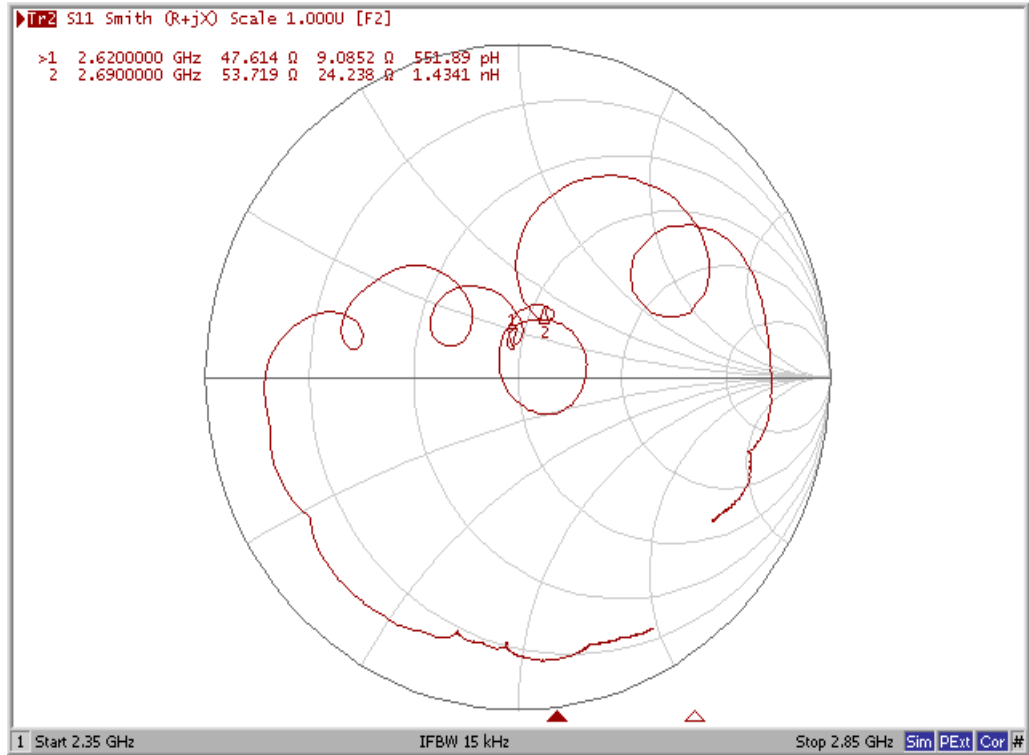 Tr2 S11 Smith (R+jX) Scale 1.000U [F2]
>1 2.6200000 GHz 47.614 Ω 9.0852 Ω 551.89 pH
2 2.6900000 GHz 53.719 Ω 24.238 Ω 1.4341 nH
1
2
1 Start 2.35 GHz IFBW 15 kHz Stop 2.85 GHz Sim PExt Cor #